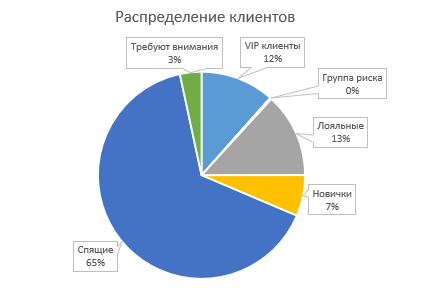 Распределение клиентов
Требуют внимания
3%
VIP клиенты
12%
Группа риска
0%
Лояльные
13%
Новички
7%
Спящие
65%